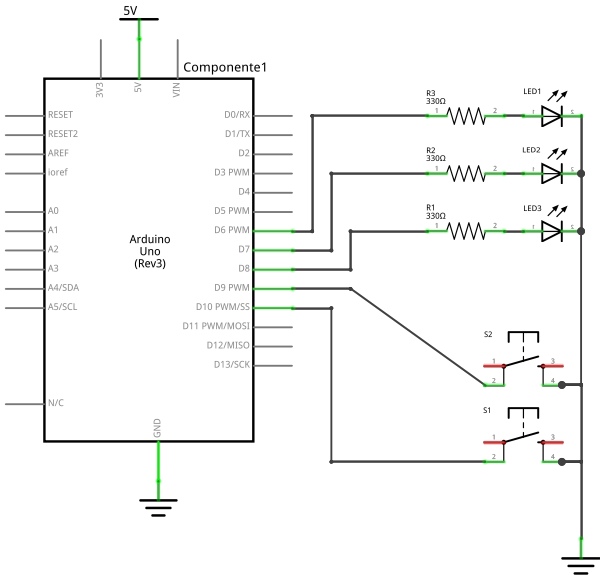 5V
Componente1
3V3
5V
VIN
RESET
RESET2
AREF
ioref
A0
A1
A2
A3
A4/SDA
A5/SCL
N/C
Arduino
Uno
(Rev3)
D0/RX
D1/TX
D2
D3 PWM
D4
D5 PWM
D6 PWM
D7
D8
D9 PWM
D10 PWM/SS
D11 PWM/MOSI
D12/MISO
D13/SCK
GND
R3
330Ω
1
2
LED1
1
2
R2
330Ω
1
2
LED2
1
2
R1
330Ω
1
2
LED3
1
2
S2
1
3
2
4
S1
1
3
2
4